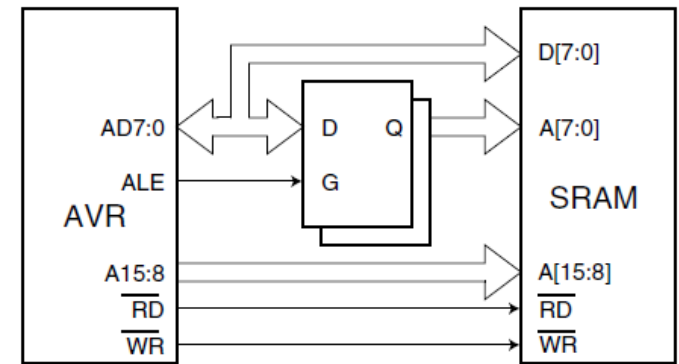 AD7:0
ALE
AVR
A15:8
RD
WR
D Q
G
D[7:0]
A[7:0]
SRAM
A[15:8]
RD
WR